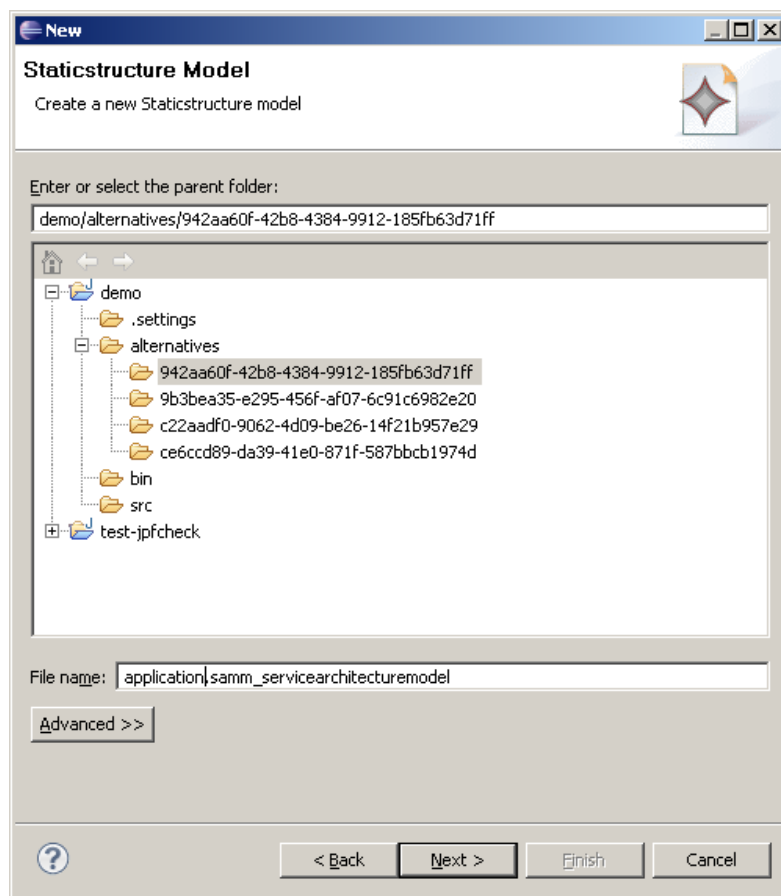 New
Staticstructure Model
Create a new Staticstructure model
Enter or select the parent folder:
demo/alternatives/942aa60f-42b8-4384-9912-185fb63d71ff
demo
.settings
alternatives
942aa60f-42b8-4384-9912-185fb63d71ff
9b3bea35-e295-456f-af07-6c91c6982e20
c22aadf0-9062-4d09-be26-14f21b957e29
ce6ccd89-da39-41e0-871f-587bbcb1974d
bin
src
test-jpfcheck
File name: application.samm_servicearchitecturemodel
Advanced >>
? < Back Next > Finish Cancel